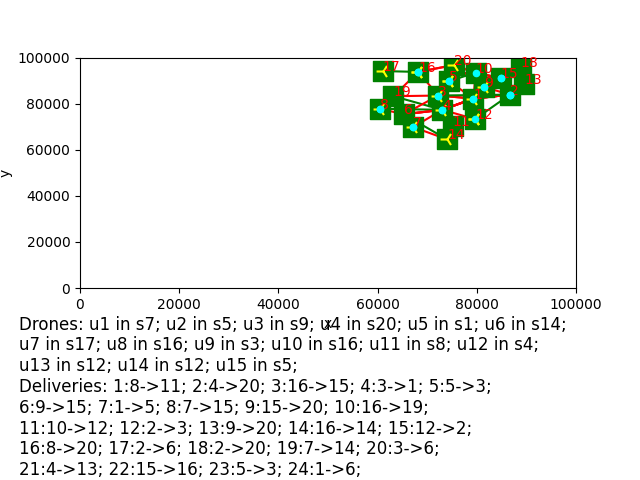 100000
80000
60000
40000
20000
0
y
0 20000 40000 60000 80000 100000
x
17
16
20
19
12
14
Drones: u1 in s7; u2 in s5; u3 in s9; u4 in s20; u5 in s1; u6 in s14;
u7 in s17; u8 in s16; u9 in s3; u10 in s16; u11 in s8; u12 in s4;
u13 in s12; u14 in s12; u15 in s5;
Deliveries: 1:8->11; 2:4->20; 3:16->15; 4:3->1; 5:5->3;
6:9->15; 7:1->5; 8:7->15; 9:15->20; 10:16->19;
11:10->12; 12:2->3; 13:9->20; 14:16->14; 15:12->2;
16:8->20; 17:2->6; 18:2->20; 19:7->14; 20:3->6;
21:4->13; 22:15->16; 23:5->3; 24:1->6;